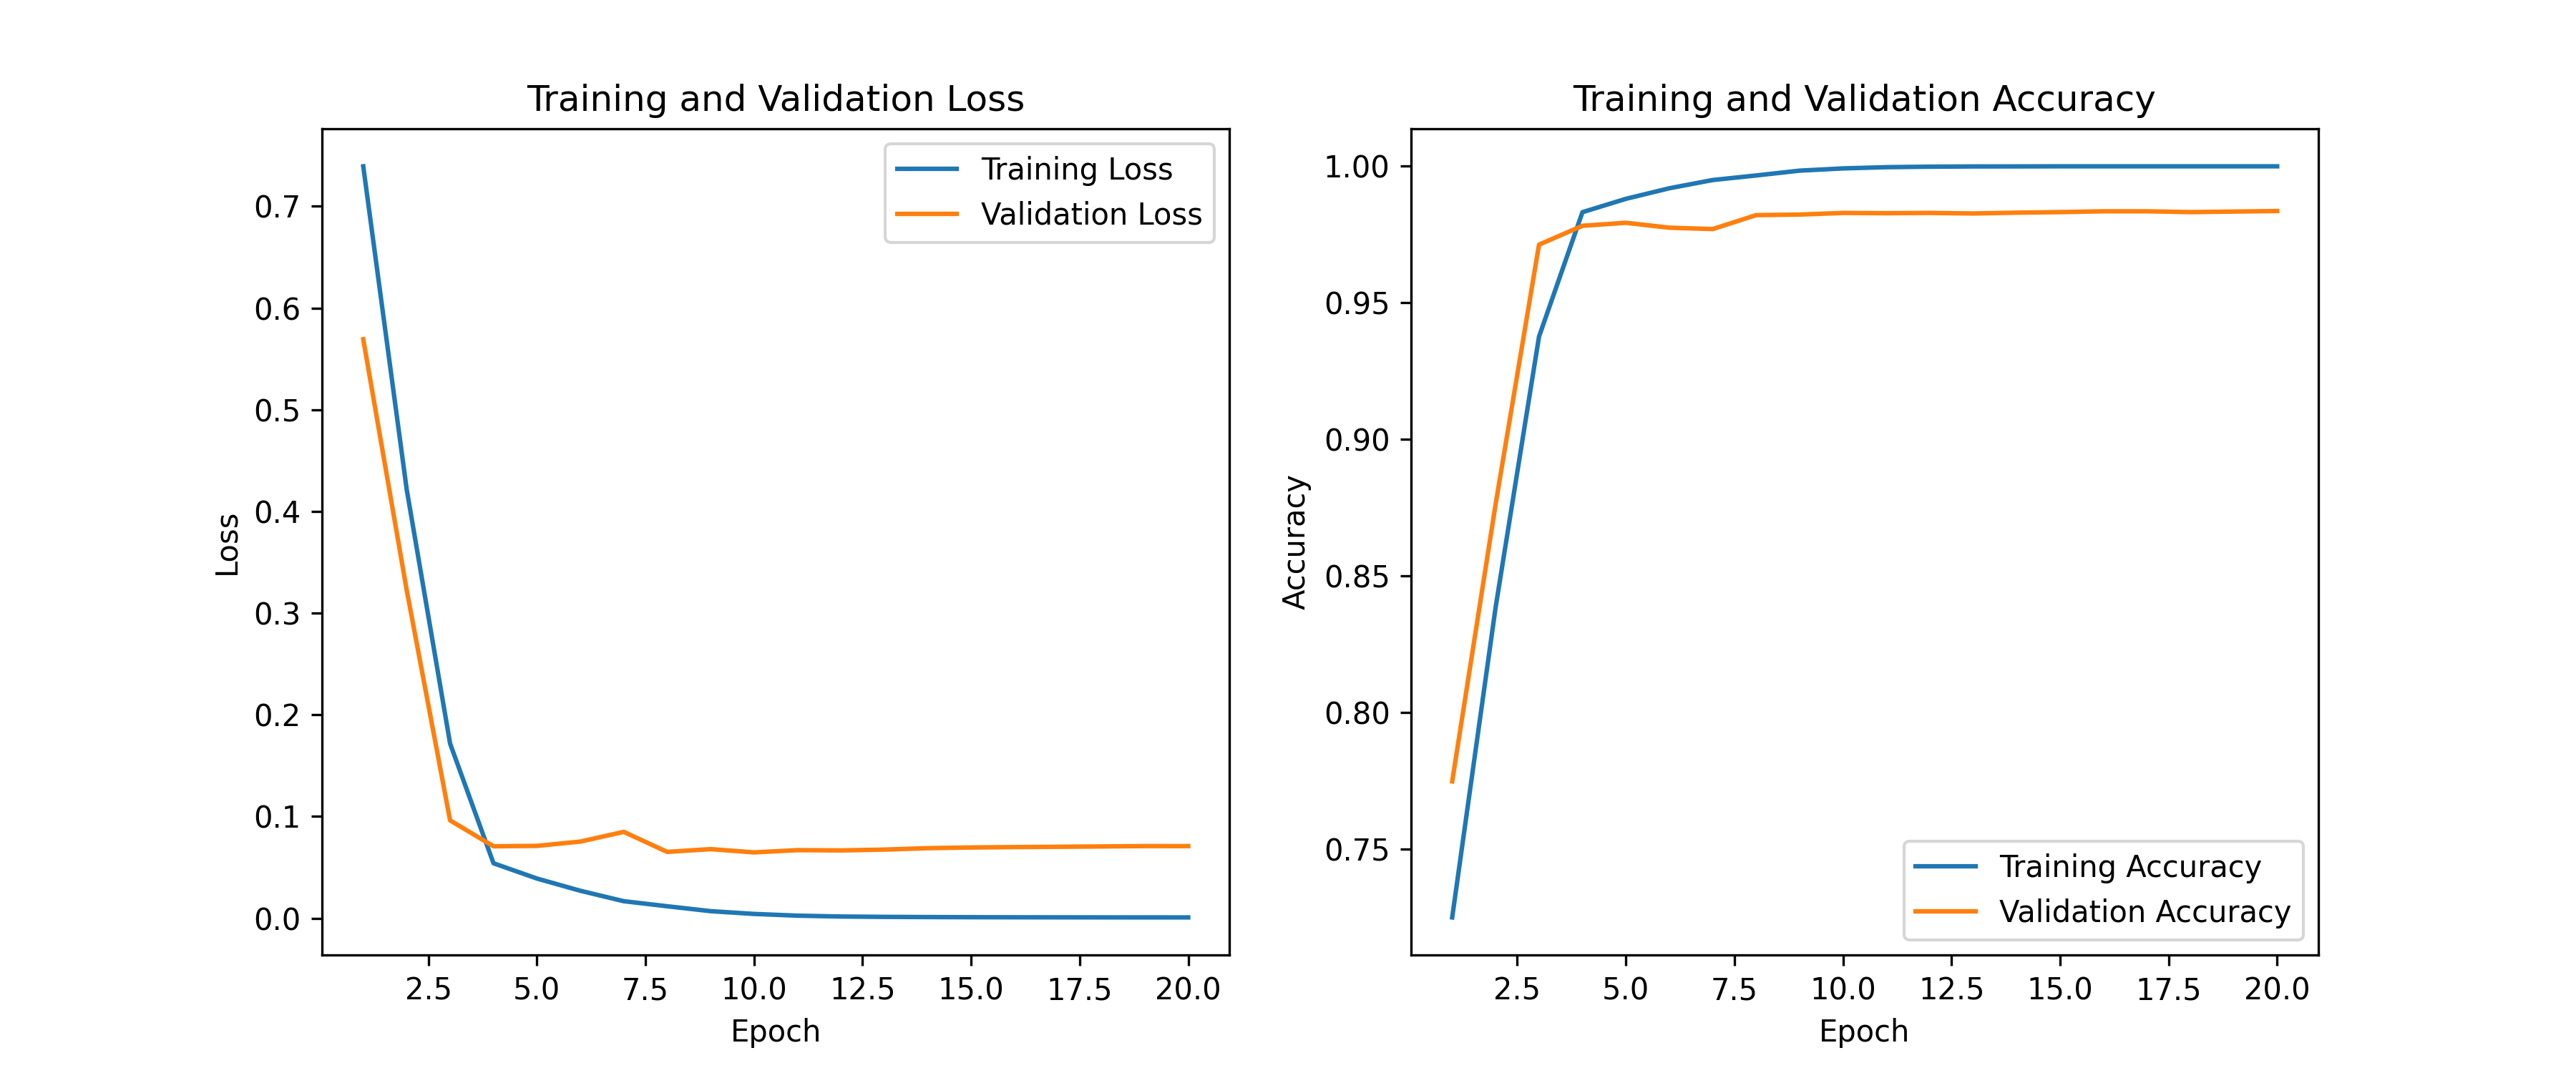 Training and Validation Loss
Training Loss
Validation Loss
0.7
0.6
0.5
0.4
0.3
0.2
0.1
0.0
Loss
2.5 5.0 7.5 10.0 12.5 15.0 17.5 20.0
Epoch
Training and Validation Accuracy
1.00
0.95
0.90
0.85
0.80
0.75
Accuracy
Training Accuracy
Validation Accuracy
2.5 5.0 7.5 10.0 12.5 15.0 17.5 20.0
Epoch